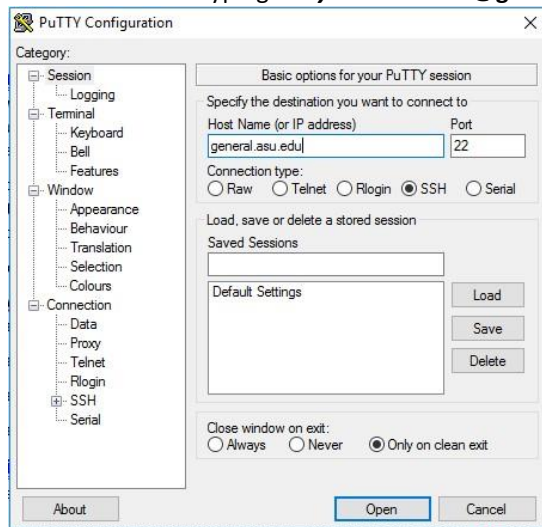 PuTTY Configuration
Category:
Session
Logging
Terminal
Keyboard
Bell
Features
Window
Appearance
Behaviour
Translation
Selection
Colours
Connection
Data
Proxy
Telnet
Rlogin
SSH
Serial
Basic options for your PuTTY session
Specify the destination you want to connect to
Host Name (or IP address) Port
general.asu.edu 22
Connection type:
Raw Telnet Rlogin SSH Serial
Load, save or delete a stored session
Saved Sessions
Default Settings
Load
Save
Delete
Close window on exit:
Always Never Only on clean exit
About Open Cancel